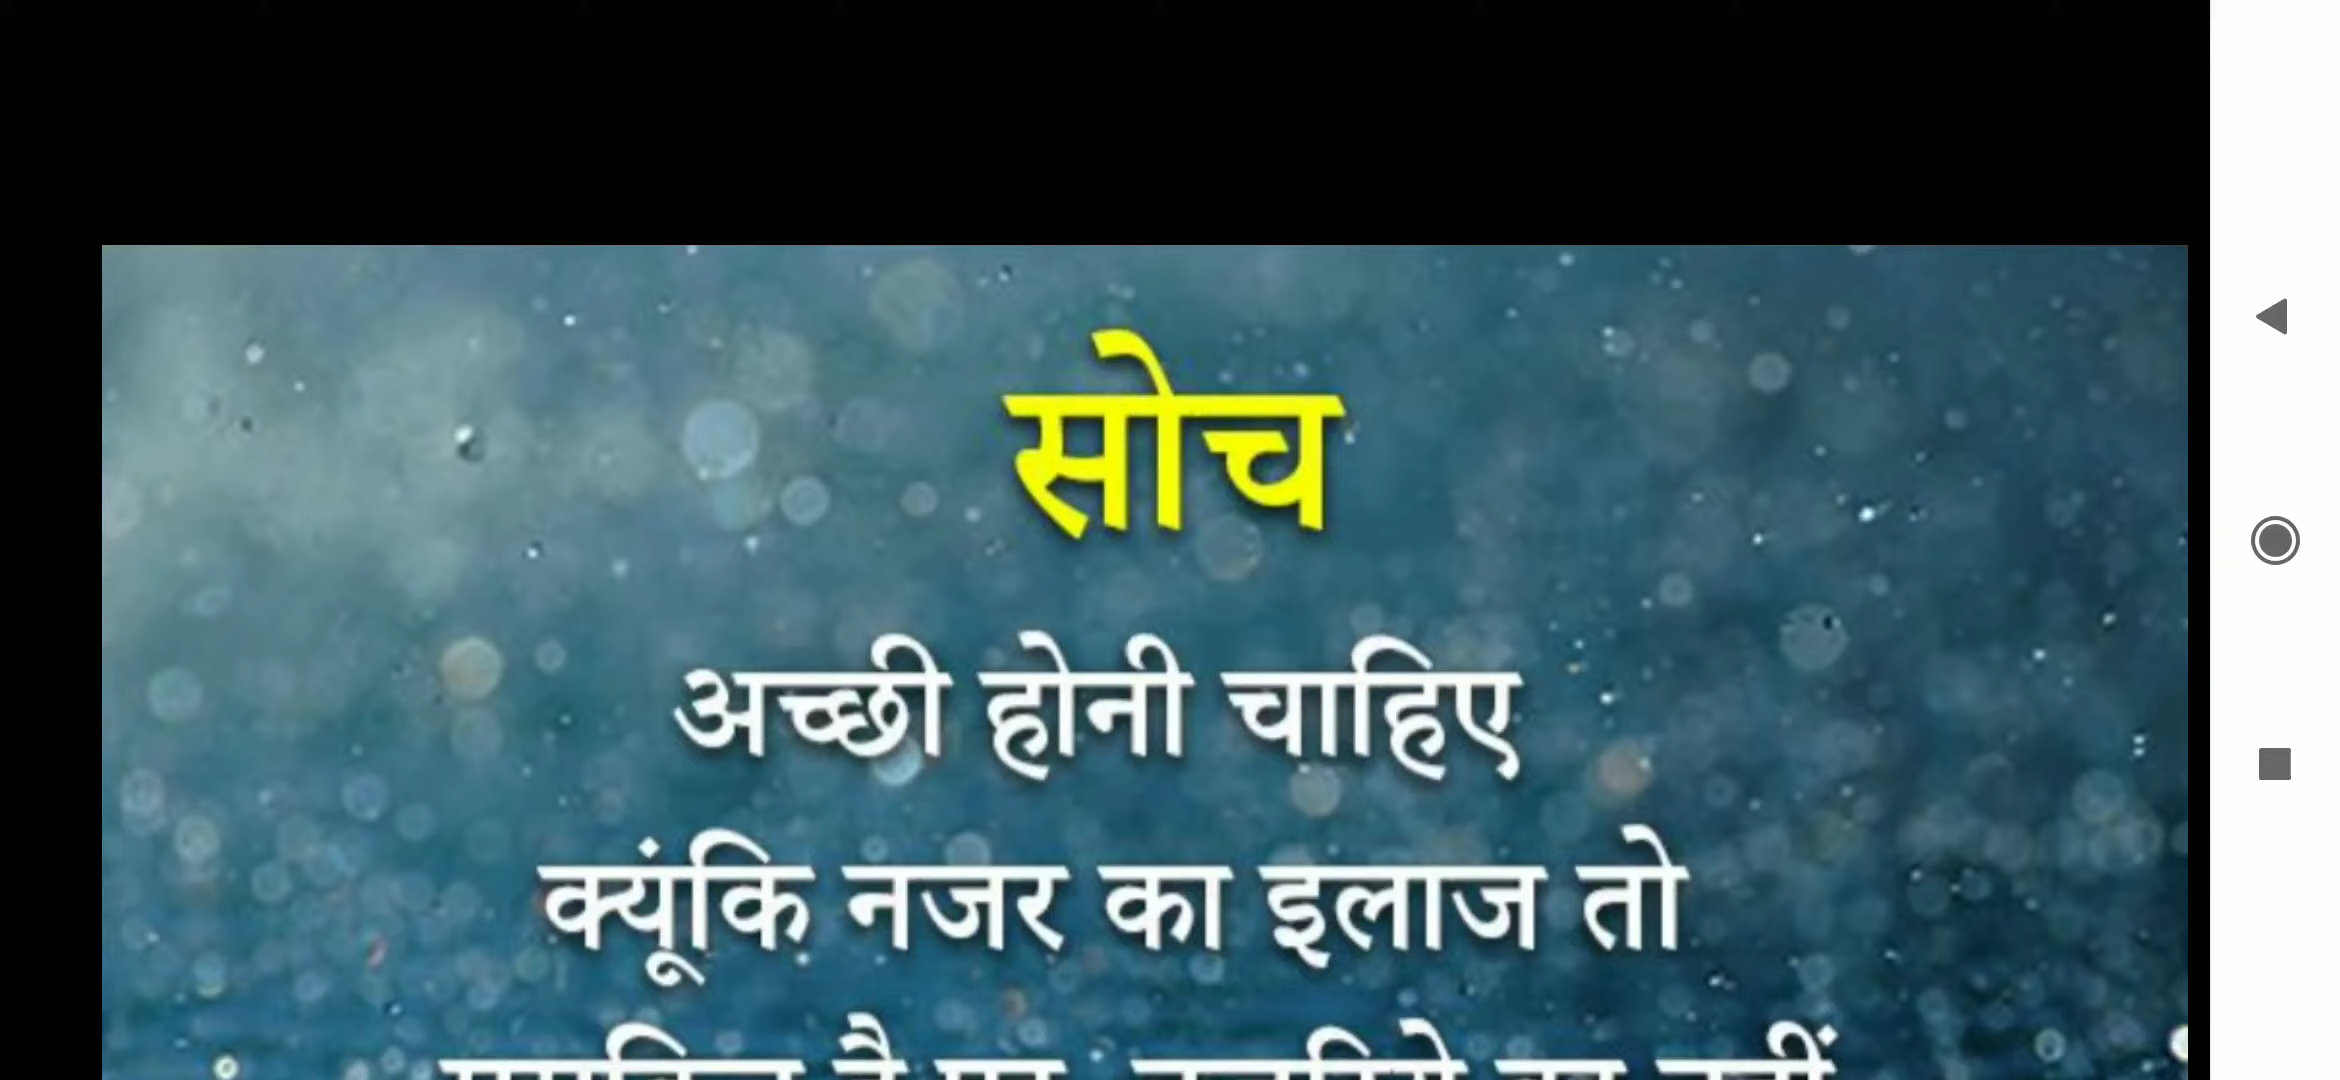 सोच
अच्छी होनी चाहिए
क्यूंकि नजर का इलाज तो